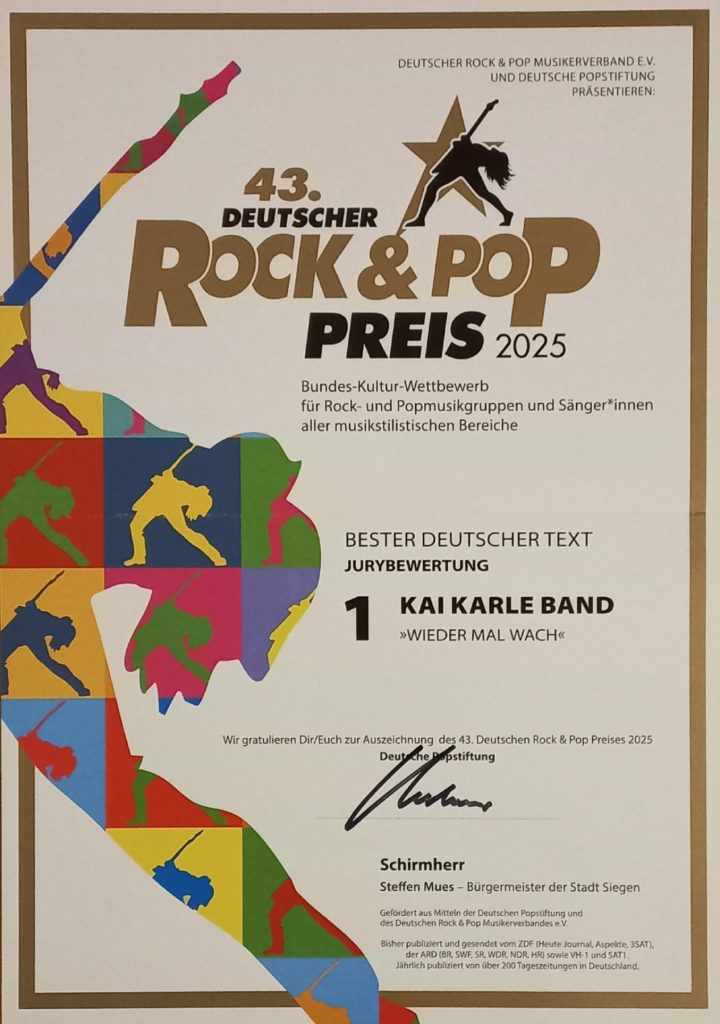 DEUTSCHER ROCK & POP MUSIKERVERBAND E.V.
UND DEUTSCHE POPSTIFTUNG
PRÄSENTIEREN:
43.
DEUTSCHER
ROCK & POP
PREIS 2025
Bundes-Kultur-Wettbewerb
für Rock- und Popmusikgruppen und Sänger*innen
aller musikstilistischen Bereiche
BESTER DEUTSCHER TEXT
JURYBEWERTUNG
1 KAI KARLE BAND
»WIEDER MAL WACH«
Wir gratulieren Dir/Euch zur Auszeichnung des 43. Deutschen Rock & Pop Preises 2025
Deutsche Popstiftung
Schirmherr
Steffen Mues – Bürgermeister der Stadt Siegen
Gefördert aus Mitteln der Deutschen Popstiftung und
des Deutschen Rock & Pop Musikerverbandes e.V.
Bisher publiziert und gesendet vom ZDF (Heute Journal, Aspekte, 3SAT),
der ARD (BR, SWF, SR, WDR, NDR, HR) sowie VH-1 und SAT1.
Jährlich publiziert von über 200 Tageszeitungen in Deutschland.